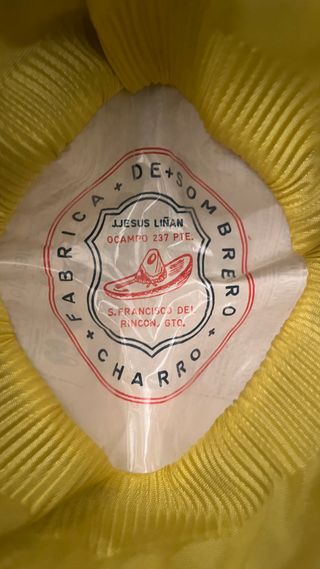 FABRICA + DE + SOMBRERO + CHARRO +
J.JESUS LIÑAN
OCAMPO 237 PTE.
S. FRANCISCO DEL
RINCON, GTO.